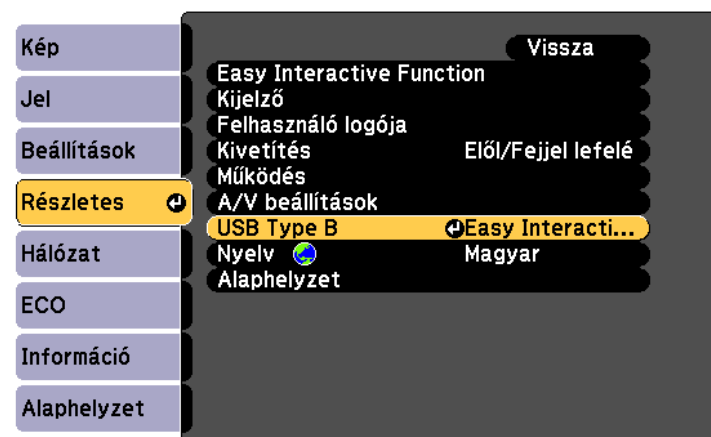 Kép
Jel
Beállítások
Részletes
Hálózat
ECO
Információ
Alaphelyzet
Vissza
Easy Interactive Function
Kijelző
Felhasználó logója
Kivetítés Elől/Fejjel lefelé
Működés
A/V beállítások
USB Type B Easy Interacti...
Nyelv Magyar
Alaphelyzet